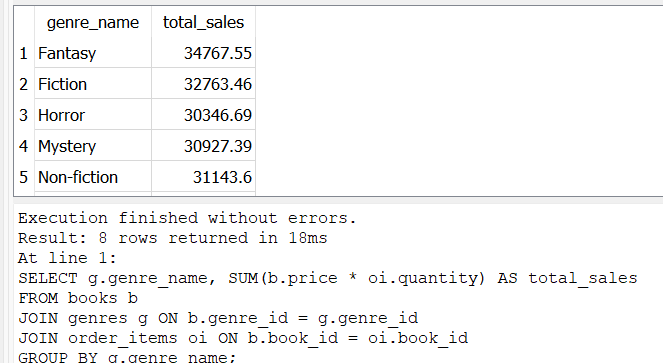 genre_name total_sales
1 Fantasy 34767.55
2 Fiction 32763.46
3 Horror 30346.69
4 Mystery 30927.39
5 Non-fiction 31143.6
Execution finished without errors.
Result: 8 rows returned in 18ms
At line 1:
SELECT g.genre_name, SUM(b.price * oi.quantity) AS total_sales
FROM books b
JOIN genres g ON b.genre_id = g.genre_id
JOIN order_items oi ON b.book_id = oi.book_id
GROUP BY g.genre_name;